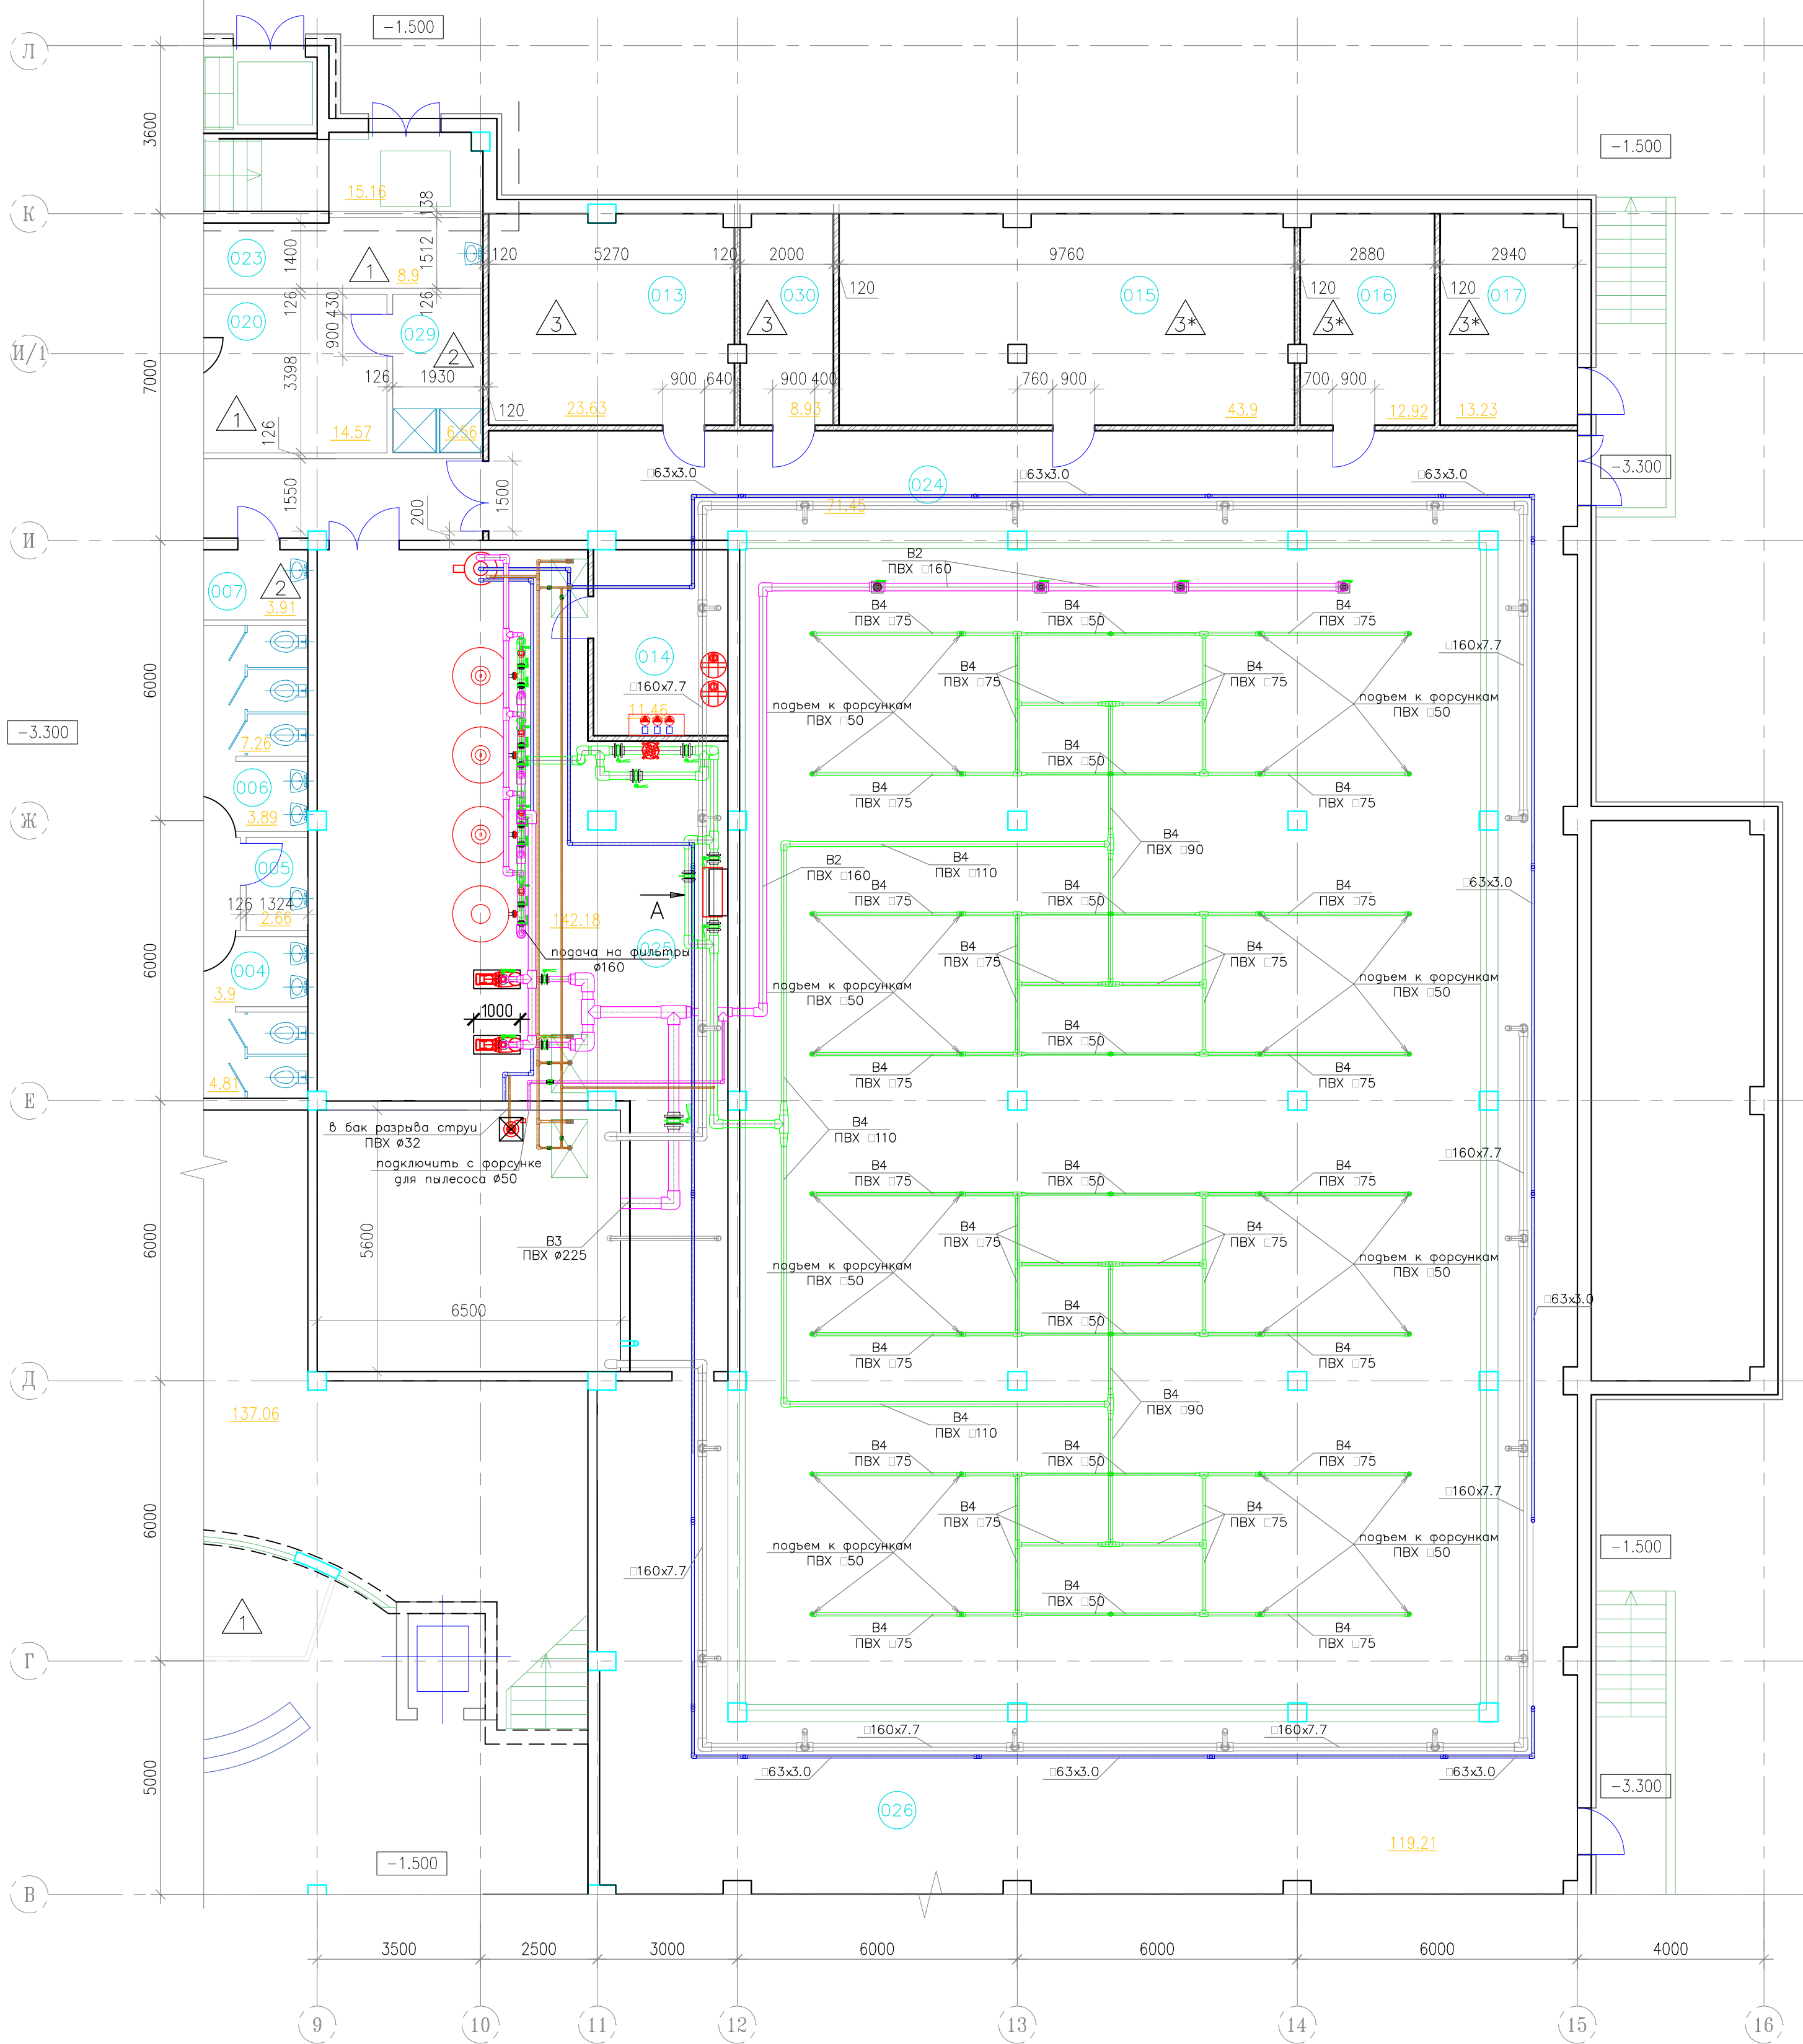 Л
-1.500
3600
-1.500
15.16
138
К
023
1400
1
8.9
1512
120
5270
120
2000
9760
2880
2940
013
030
120
015
120
016
120
017
126
430
126
020
029
3
3
3*
3*
3*
И/1
900
2
7000
3398
126
1930
900
640
900
400
760
900
700
900
1
120
23.63
8.93
43.9
12.92
13.23
14.57
6.56
126
□63x3.0
024
□63x3.0
□63x3.0
-3.300
1550
200
1500
71.45
И
В2
ПВХ □160
007
2
3.91
В4
ПВХ □75
В4
ПВХ □50
В4
ПВХ □75
□160x7.7
014
6000
□160x7.7
В4
ПВХ □75
В4
ПВХ □75
подъем к форсункам
ПВХ □50
подъем к форсункам
ПВХ □50
11.46
-3.300
7.26
В4
ПВХ □50
006
В4
ПВХ □75
В4
ПВХ □75
3.89
Ж
В4
ПВХ □90
005
В2
ПВХ □160
В4
ПВХ □110
В4
ПВХ □75
В4
ПВХ □50
В4
ПВХ □75
□63x3.0
126
1324
2.66
142.18
А
025
подача на фильтры
ø160
В4
ПВХ □75
В4
ПВХ □75
004
6000
3.9
подъем к форсункам
ПВХ □50
подъем к форсункам
ПВХ □50
1000
В4
ПВХ □50
В4
ПВХ □75
В4
ПВХ □75
4.81
Е
в бак разрыва струи
ПВХ ø32
В4
ПВХ □110
подключить с форсунке
для пылесоса ø50
□160x7.7
В4
ПВХ □75
В4
ПВХ □50
В4
ПВХ □75
6000
5600
В3
ПВХ ø225
В4
ПВХ □75
В4
ПВХ □75
подъем к форсункам
ПВХ □50
подъем к форсункам
ПВХ □50
6500
□63x3.0
В4
ПВХ □50
В4
ПВХ □75
В4
ПВХ □75
Д
137.06
В4
ПВХ □90
В4
ПВХ □110
В4
ПВХ □75
В4
ПВХ □50
В4
ПВХ □75
□160x7.7
6000
В4
ПВХ □75
В4
ПВХ □75
подъем к форсункам
ПВХ □50
подъем к форсункам
ПВХ □50
-1.500
□160x7.7
В4
ПВХ □50
1
В4
ПВХ □75
В4
ПВХ □75
Г
□160x7.7
□160x7.7
5000
□63x3.0
□63x3.0
□63x3.0
-3.300
026
119.21
-1.500
В
3500
2500
3000
6000
6000
6000
4000
9
10
11
12
13
14
15
16